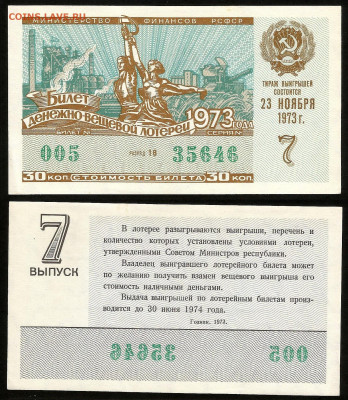 COINS.LAVE.RU
МИНИСТЕРСТВО ФИНАНСОВ РСФСР
Билет
денежно-вещевой лотереи 1973 года
БИЛЕТ № СЕРИЯ №
005 РАЗРЯД 18 35646
30 КОП. СТОИМОСТЬ БИЛЕТА 30 КОП.
ТИРАЖ ВЫИГРЫШЕЙ
СОСТОИТСЯ
23 НОЯБРЯ
1973 г.
7
7
ВЫПУСК
В лотерее разыгрываются выигрыши, перечень и
количество которых установлены условиями лотереи,
утвержденными Советом Министров республики.
Владелец выигравшего лотерейного билета может
по желанию получить взамен вещевого выигрыша его
стоимость наличными деньгами.
Выдача выигрышей по лотерейным билетам произ-
водится до 30 июня 1974 года.
Гознак. 1973.
35646 005